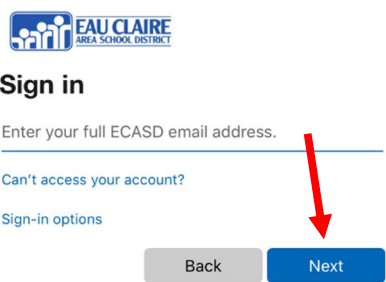 EAU CLAIRE
AREA SCHOOL DISTRICT
Sign in
Enter your full ECASD email address.
Can't access your account?
Sign-in options
Back Next